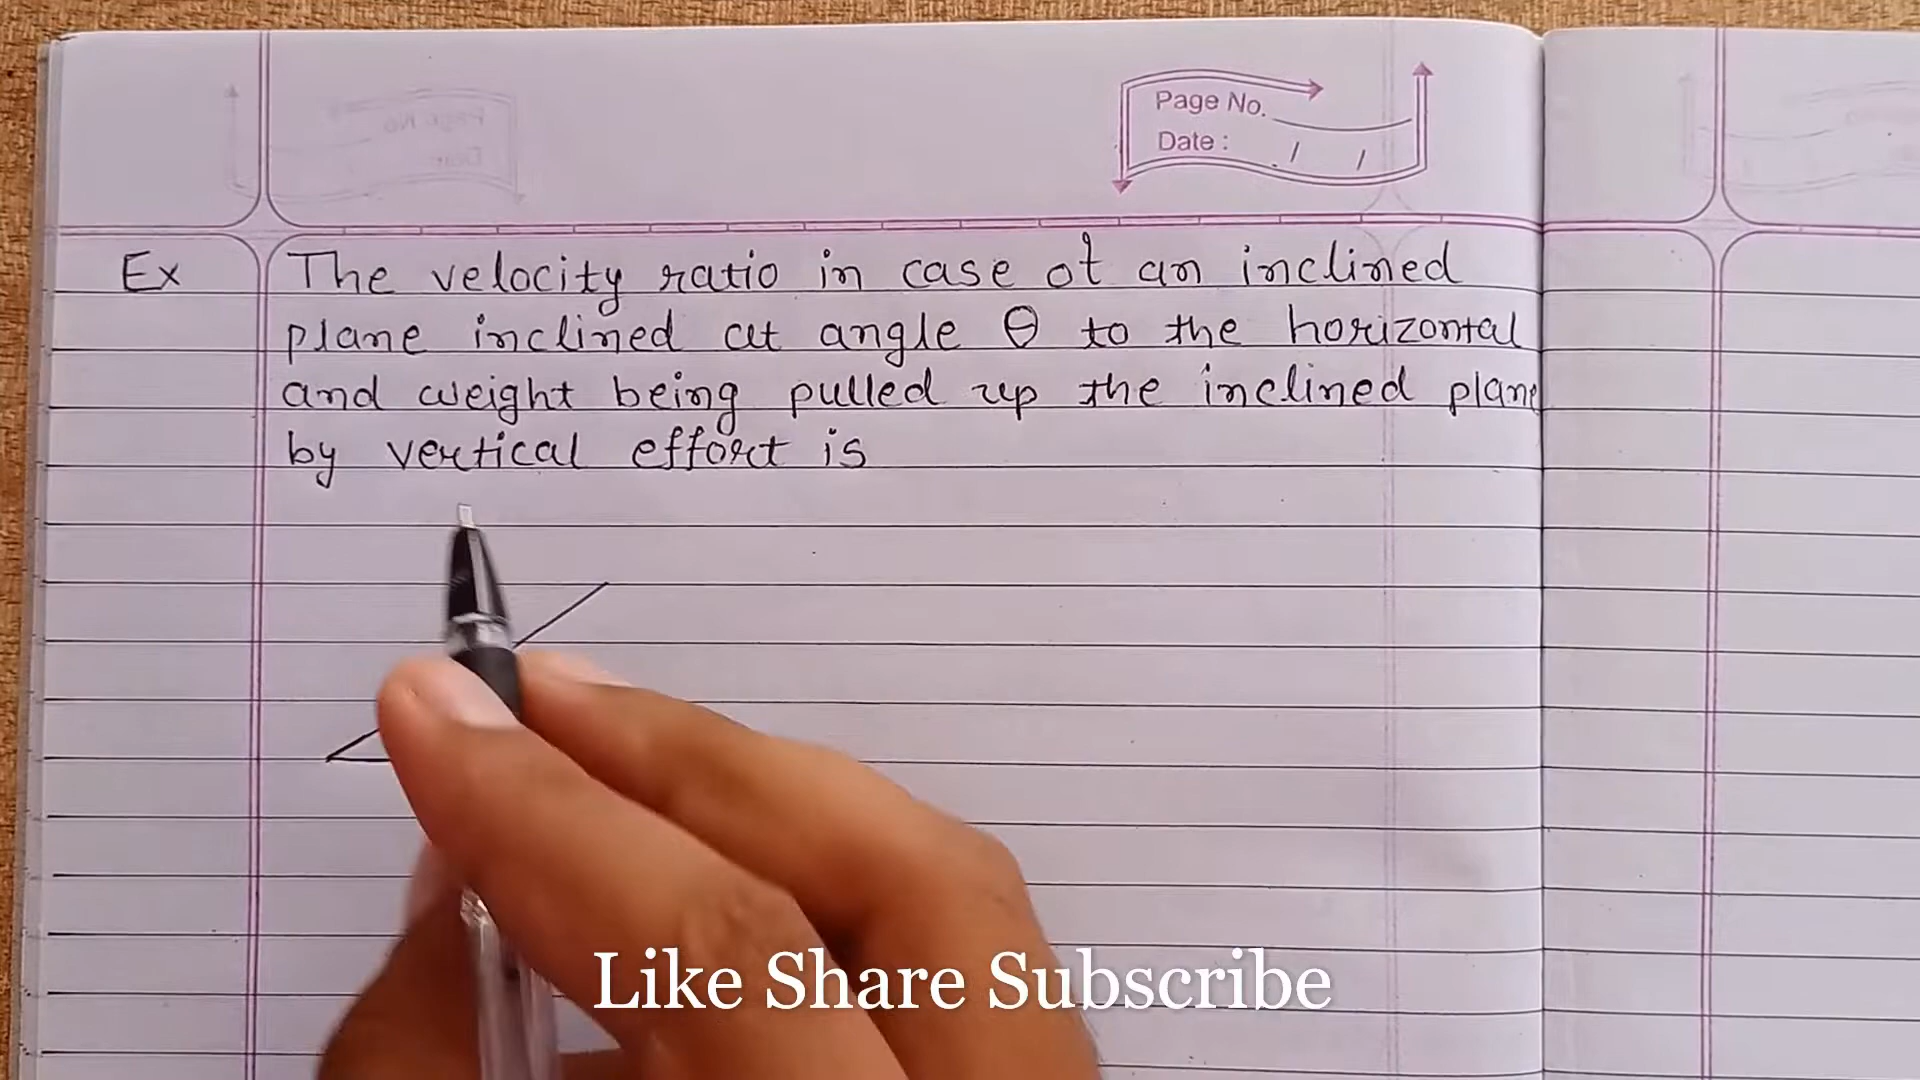 Page No.
Date : / /
Ex The velocity ratio in case of an inclined
plane inclined at angle θ to the horizontal
and weight being pulled up the inclined plane
by vertical effort is
Like Share Subscribe